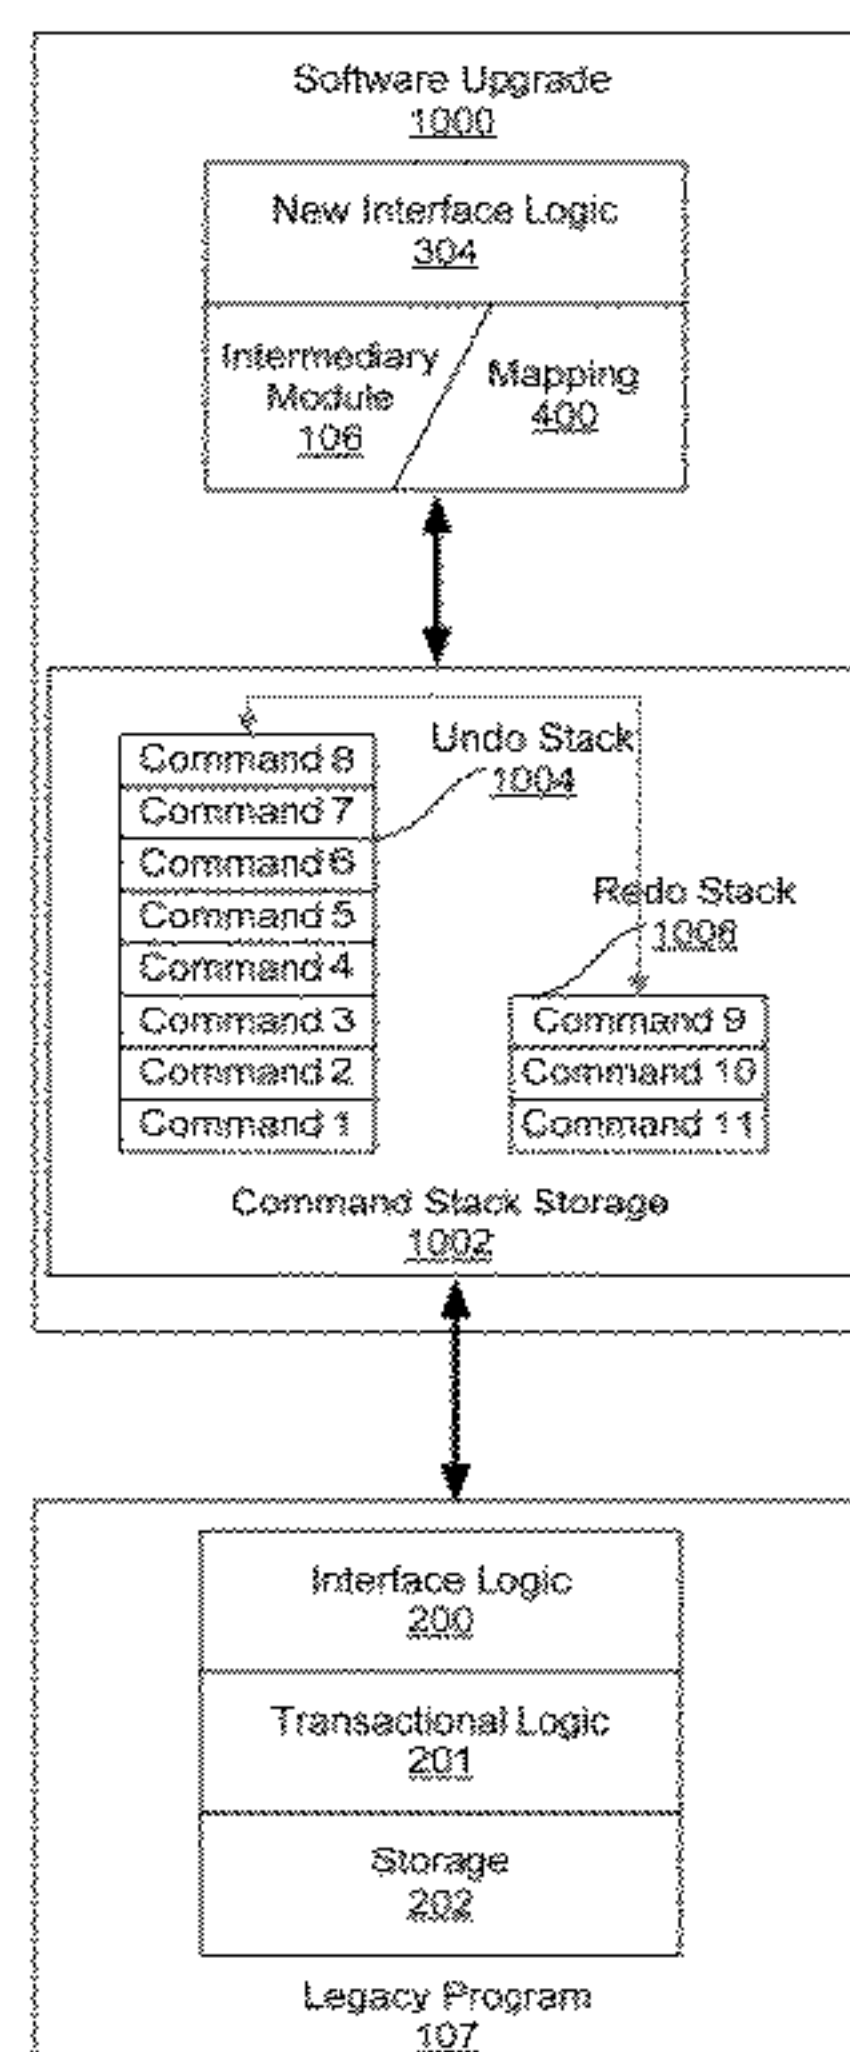 Software Upgrade
1000
New Interface Logic
304
Intermediary
Module
106
Mapping
400
Undo Stack
1004
Command 8
Command 7
Command 6
Command 5
Command 4
Command 3
Command 2
Command 1
Redo Stack
1006
Command 9
Command 10
Command 11
Command Stack Storage
1002
Interface Logic
200
Transactional Logic
201
Storage
202
Legacy Program
107